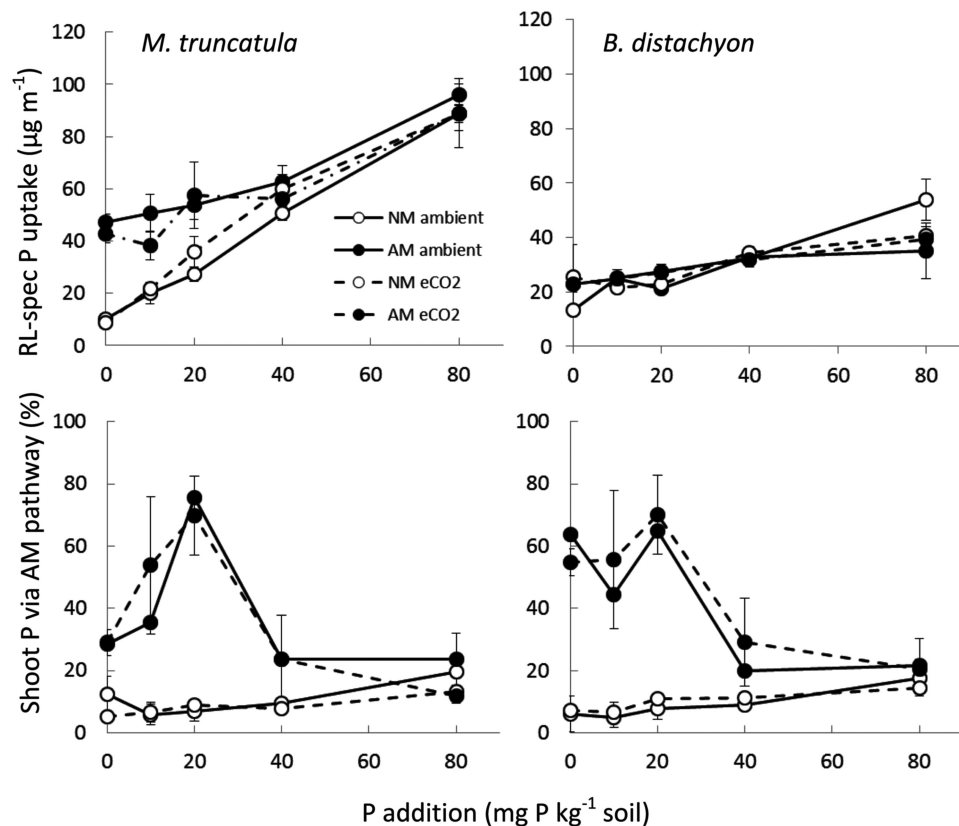 M. truncatula
B. distachyon
RL-spec P uptake (µg m⁻¹)
120
100
80
60
40
20
0
0 20 40 60 80
NM ambient
AM ambient
NM eCO2
AM eCO2
120
100
80
60
40
20
0
0 20 40 60 80
Shoot P via AM pathway (%)
100
80
60
40
20
0
0 20 40 60 80
100
80
60
40
20
0
0 20 40 60 80
P addition (mg P kg⁻¹ soil)